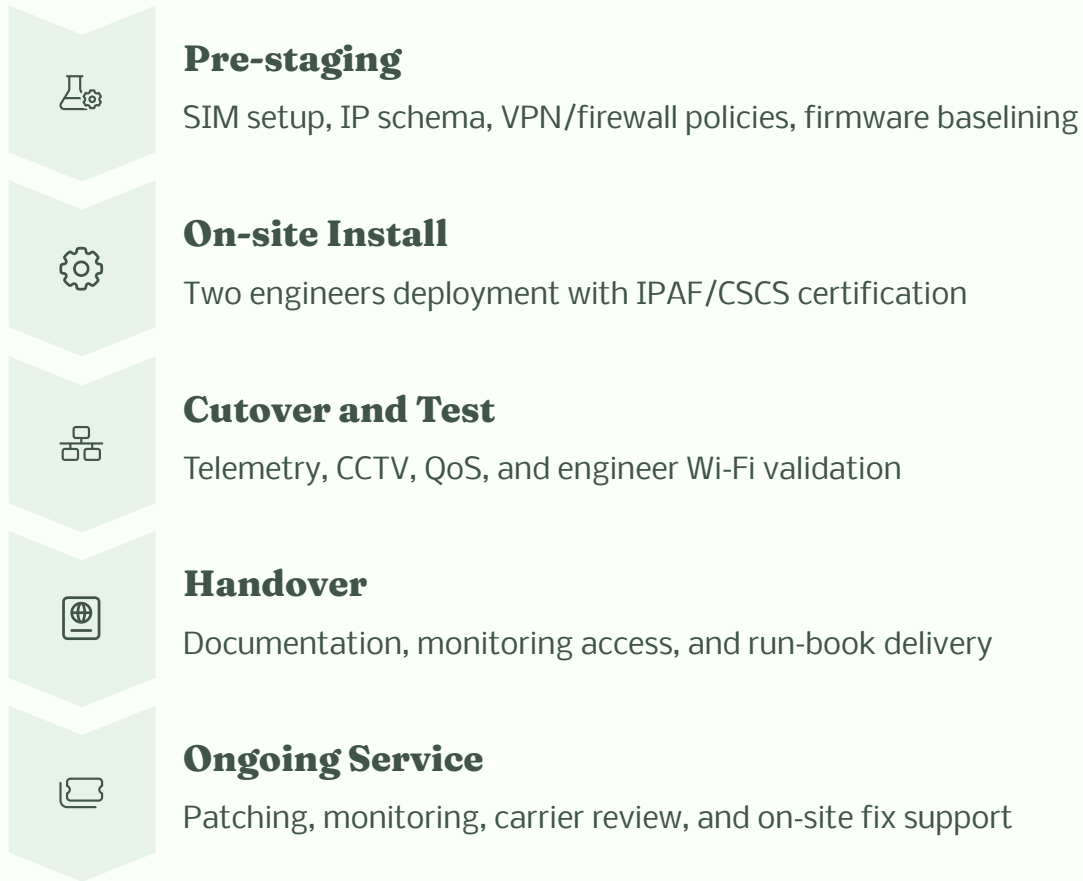 Pre-staging
SIM setup, IP schema, VPN/firewall policies, firmware baselining
On-site Install
Two engineers deployment with IPAF/CSCS certification
Cutover and Test
Telemetry, CCTV, QoS, and engineer Wi-Fi validation
Handover
Documentation, monitoring access, and run-book delivery
Ongoing Service
Patching, monitoring, carrier review, and on-site fix support